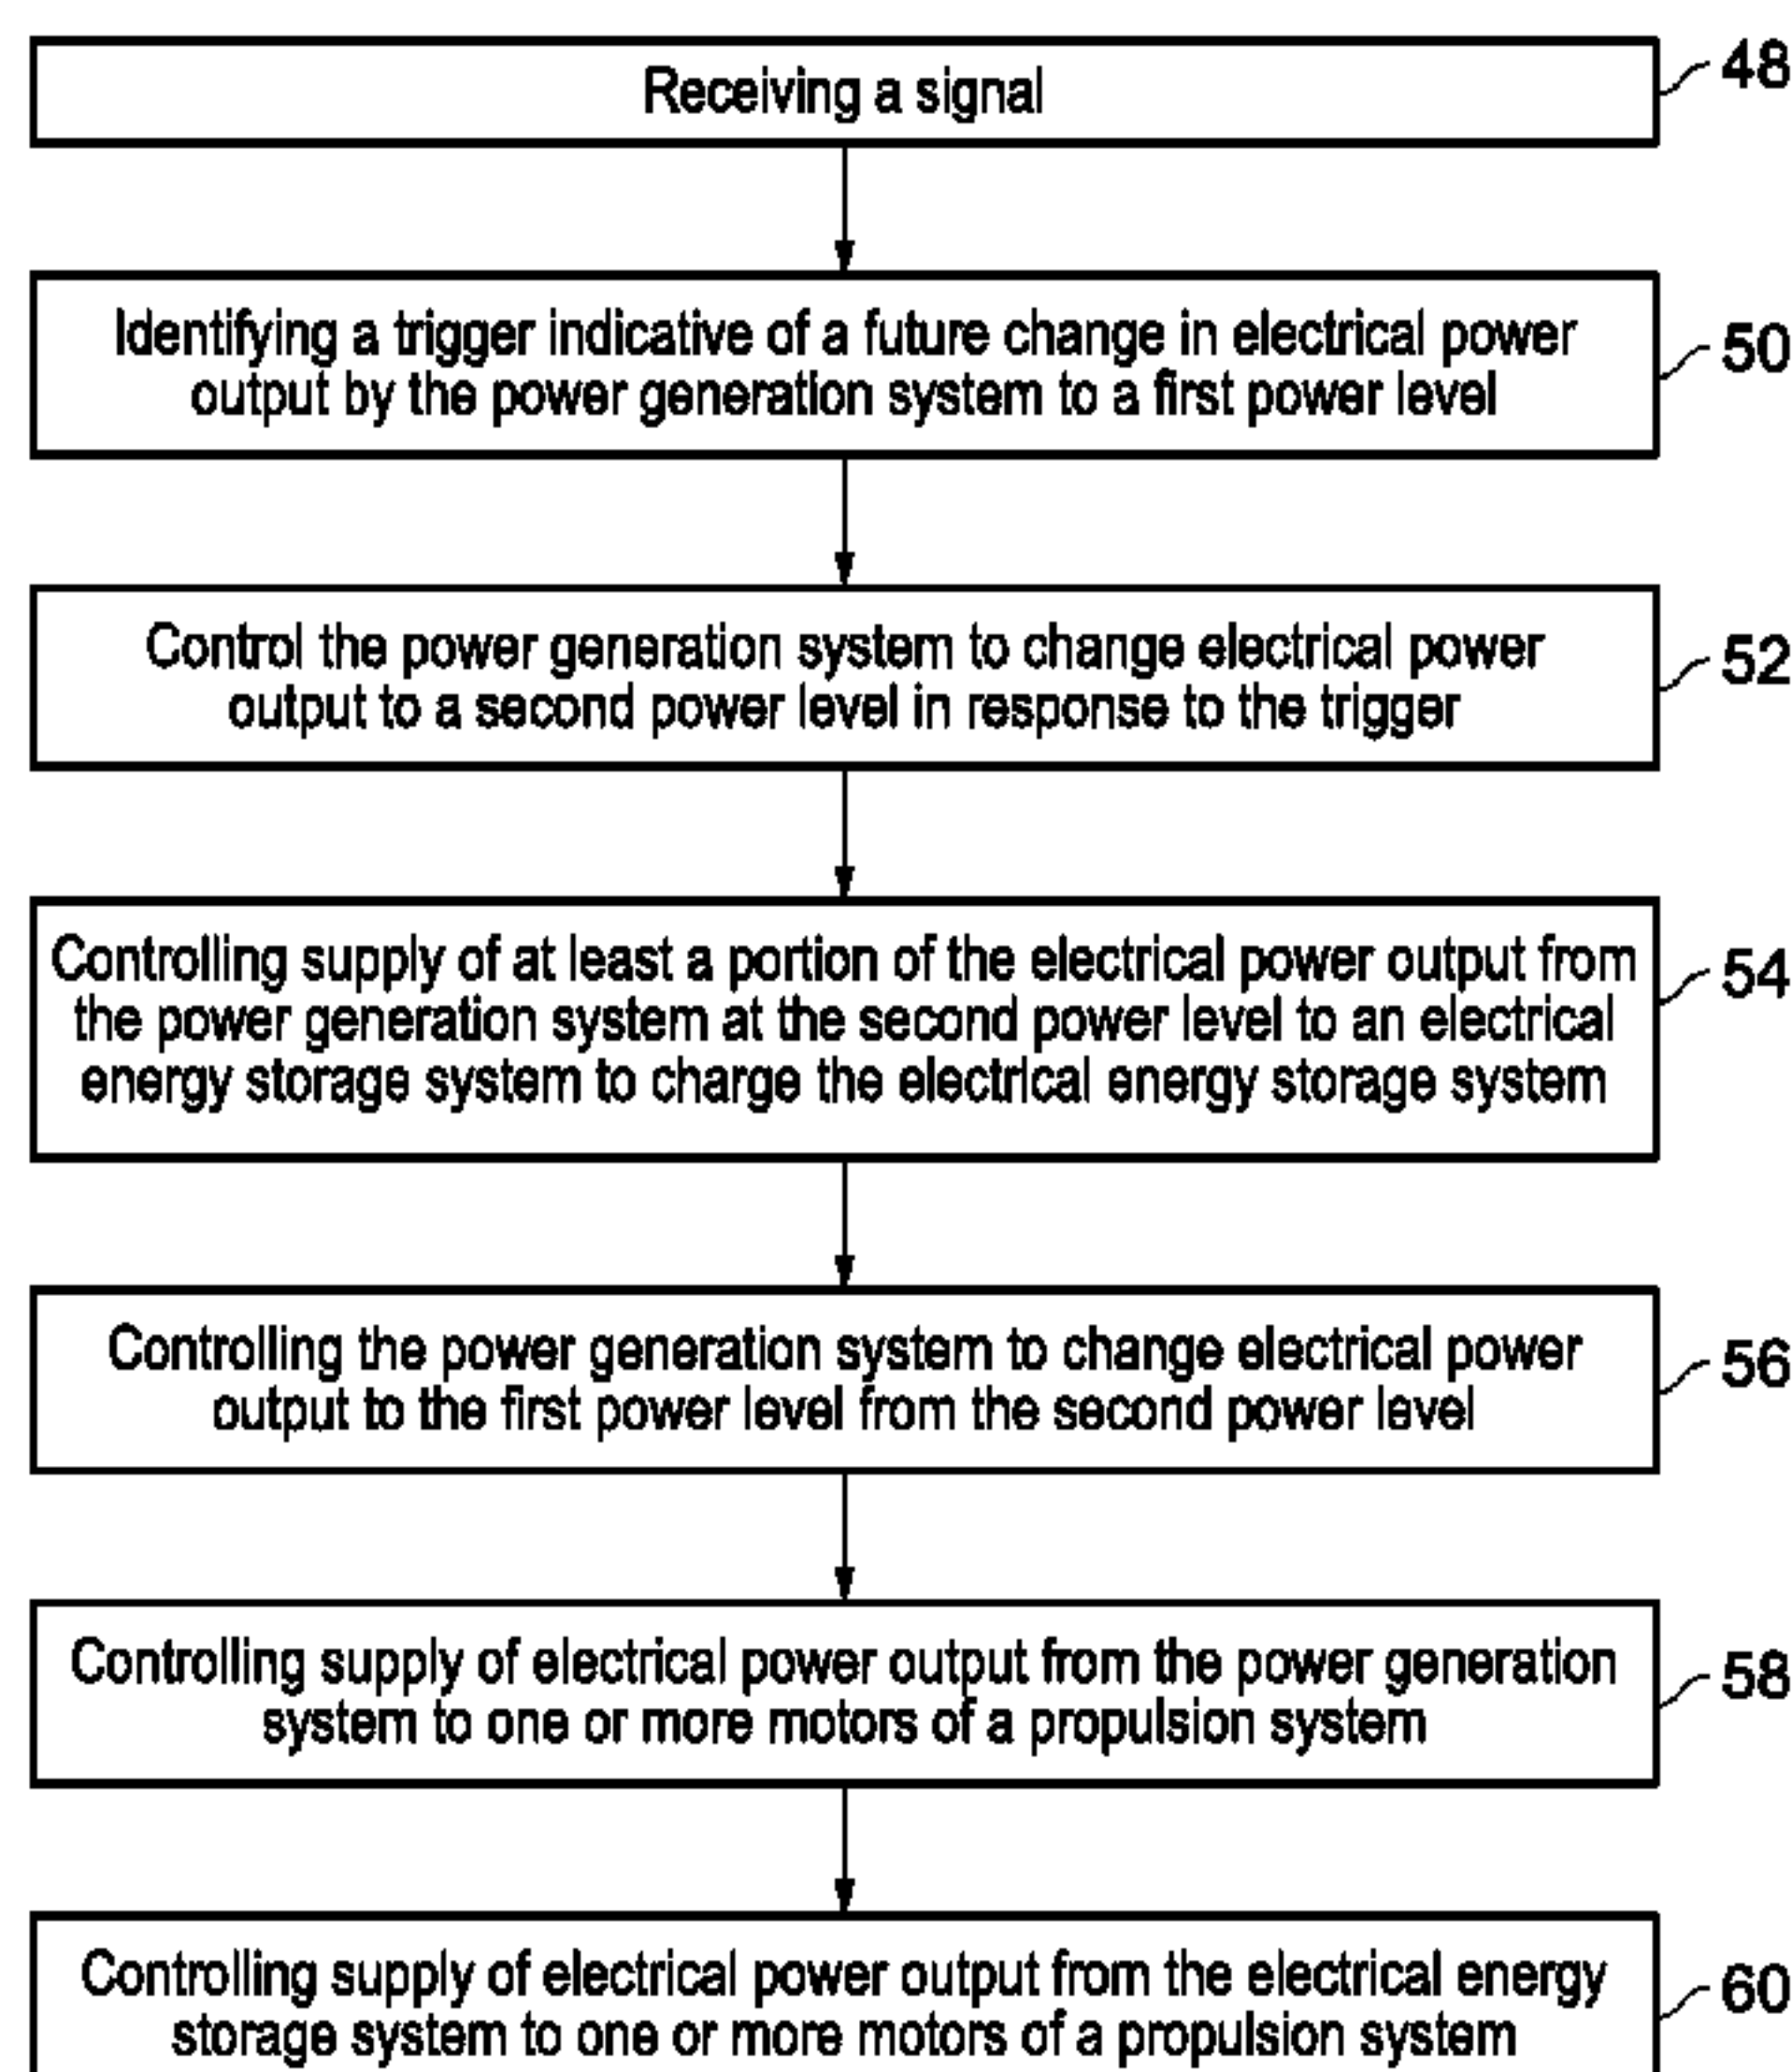 Receiving a signal
48
Identifying a trigger indicative of a future change in electrical power
output by the power generation system to a first power level
50
Control the power generation system to change electrical power
output to a second power level in response to the trigger
52
Controlling supply of at least a portion of the electrical power output from
the power generation system at the second power level to an electrical
energy storage system to charge the electrical energy storage system
54
Controlling the power generation system to change electrical power
output to the first power level from the second power level
56
Controlling supply of electrical power output from the power generation
system to one or more motors of a propulsion system
58
Controlling supply of electrical power output from the electrical energy
storage system to one or more motors of a propulsion system
60